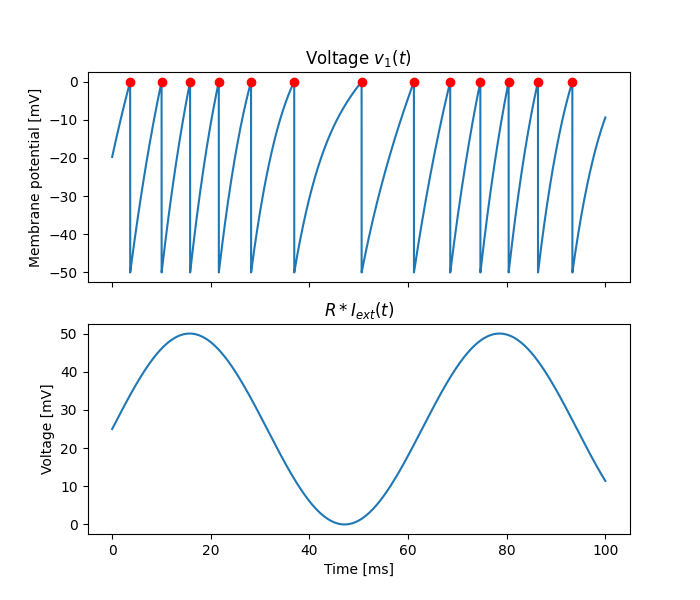 Voltage v₁(t)
Membrane potential [mV]
0
−10
−20
−30
−40
−50
R * I_ext(t)
Voltage [mV]
50
40
30
20
10
0
0 20 40 60 80 100
Time [ms]